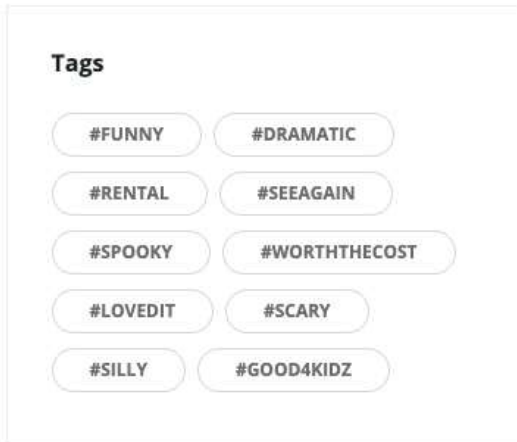 Tags
#FUNNY #DRAMATIC
#RENTAL #SEEAGAIN
#SPOOKY #WORTHTHECOST
#LOVEDIT #SCARY
#SILLY #GOOD4KIDZ